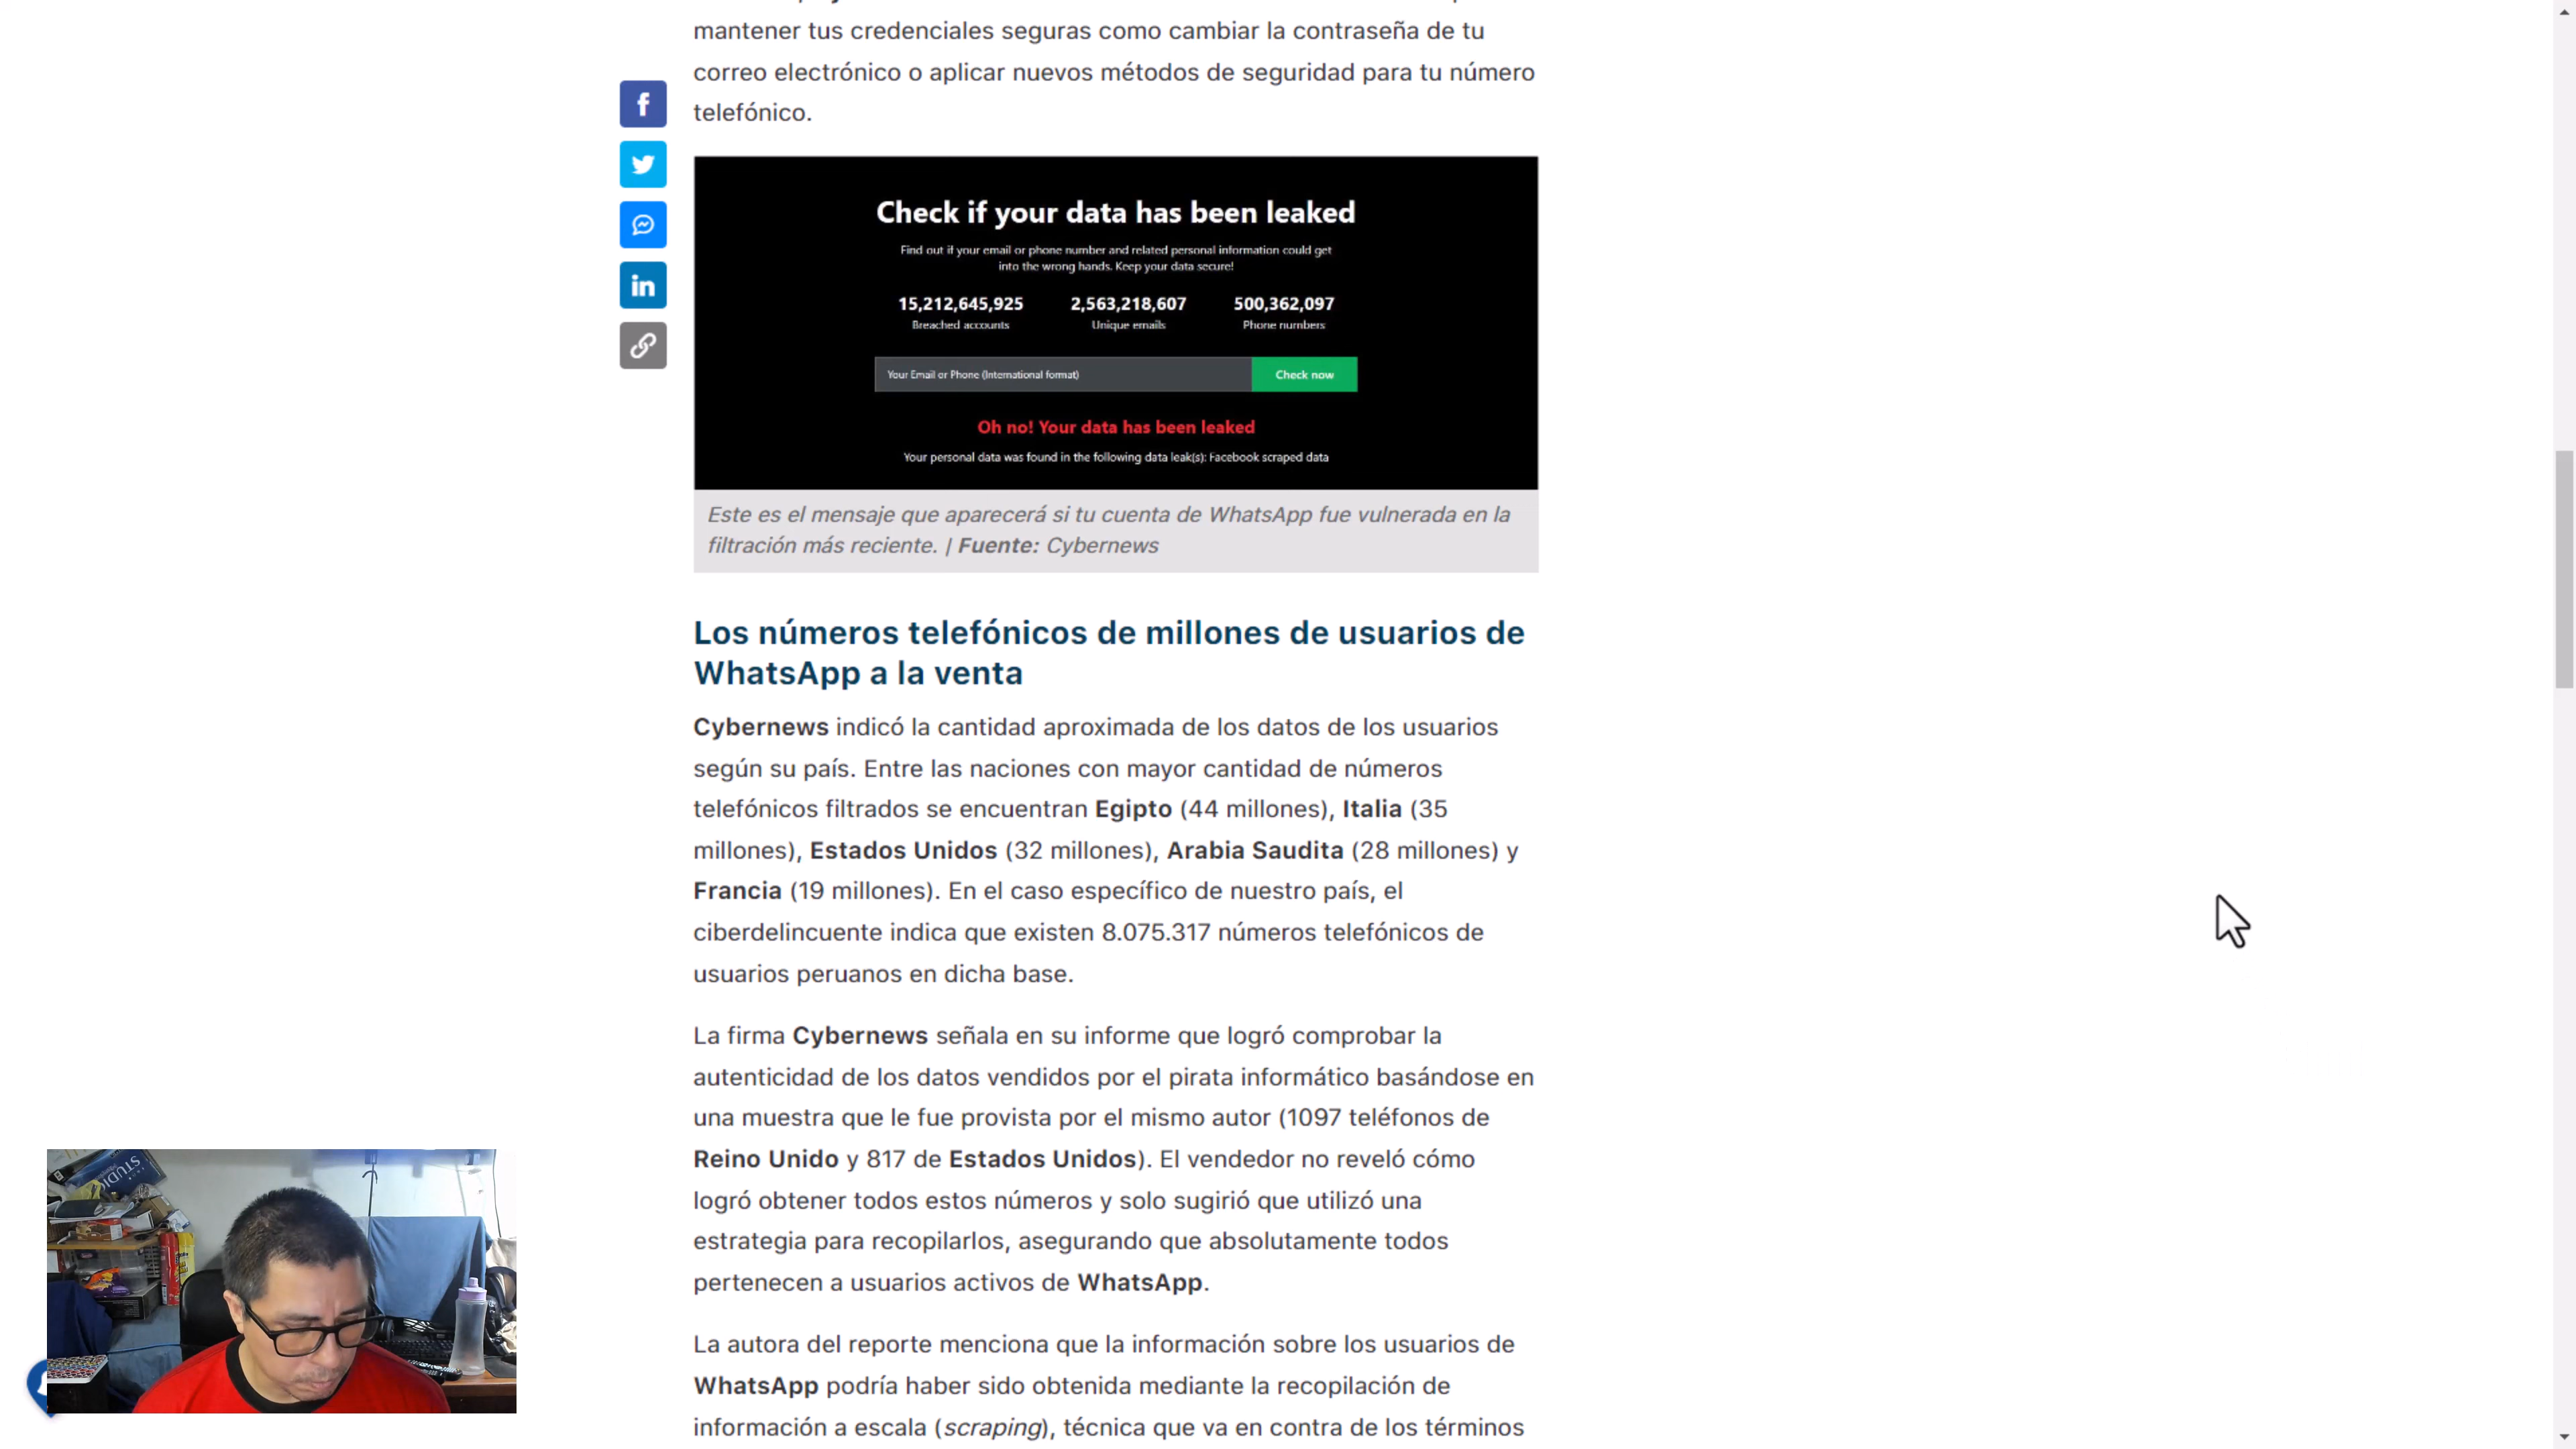 mantener tus credenciales seguras como cambiar la contraseña de tu
correo electrónico o aplicar nuevos métodos de seguridad para tu número
telefónico.
Check if your data has been leaked
Find out if your email or phone number and related personal information could get
into the wrong hands. Keep your data secure!
15,212,645,925 2,563,218,607 500,362,097
Breached accounts Unique emails Phone numbers
Your Email or Phone (International format) Check now
Oh no! Your data has been leaked
Your personal data was found in the following data leak(s): Facebook scraped data
Este es el mensaje que aparecerá si tu cuenta de WhatsApp fue vulnerada en la
filtración más reciente. | Fuente: Cybernews
Los números telefónicos de millones de usuarios de
WhatsApp a la venta
Cybernews indicó la cantidad aproximada de los datos de los usuarios
según su país. Entre las naciones con mayor cantidad de números
telefónicos filtrados se encuentran Egipto (44 millones), Italia (35
millones), Estados Unidos (32 millones), Arabia Saudita (28 millones) y
Francia (19 millones). En el caso específico de nuestro país, el
ciberdelincuente indica que existen 8.075.317 números telefónicos de
usuarios peruanos en dicha base.
La firma Cybernews señala en su informe que logró comprobar la
autenticidad de los datos vendidos por el pirata informático basándose en
una muestra que le fue provista por el mismo autor (1097 teléfonos de
Reino Unido y 817 de Estados Unidos). El vendedor no reveló cómo
logró obtener todos estos números y solo sugirió que utilizó una
estrategia para recopilarlos, asegurando que absolutamente todos
pertenecen a usuarios activos de WhatsApp.
La autora del reporte menciona que la información sobre los usuarios de
WhatsApp podría haber sido obtenida mediante la recopilación de
información a escala (scraping), técnica que va en contra de los términos